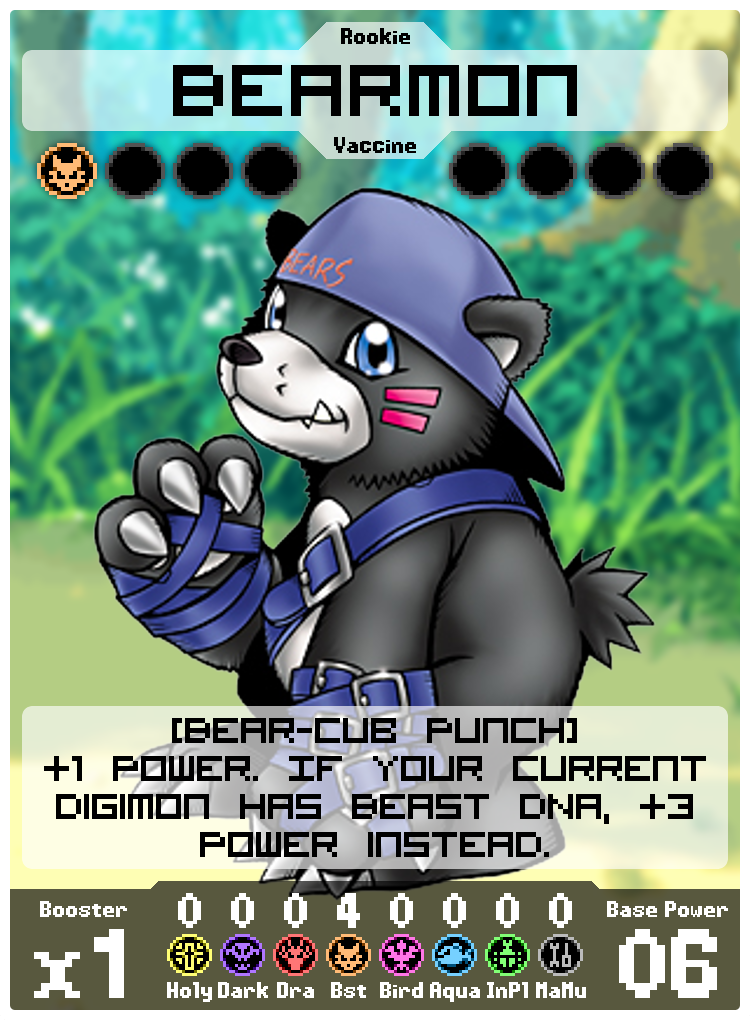 Rookie
BEARMON
Vaccine
BEARS
[BEAR-CUB PUNCH]
+1 POWER. IF YOUR CURRENT
DIGIMON HAS BEAST DNA, +3
POWER INSTEAD.
Booster 0 0 0 4 0 0 0 0 Base Power
x1 06
Holy Dark Dra Bst Bird Aqua InPl MaMu